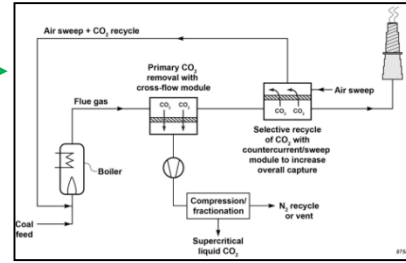 Air sweep + CO₂ recycle
Primary CO₂
removal with
cross-flow module
Flue gas
CO₂ CO₂
CO₂ CO₂
Air sweep
Selective recycle
of CO₂ with
countercurrent/sweep
module to increase
overall capture
Boiler
Coal
feed
Compression/
fractionation
N₂ recycle
or vent
Supercritical
liquid CO₂